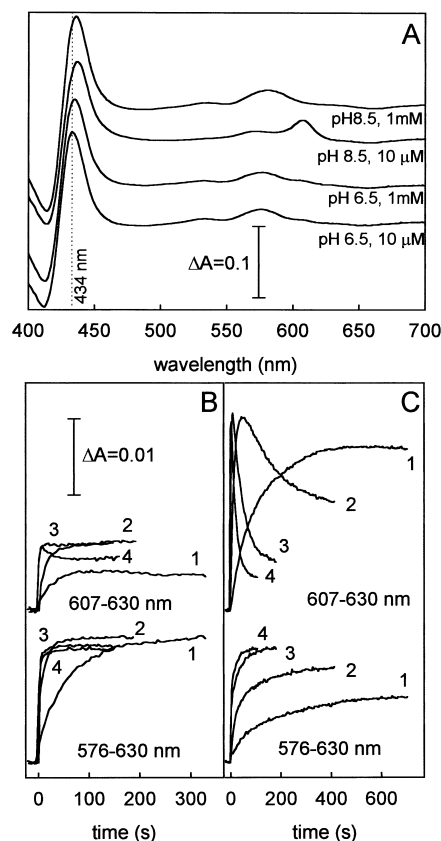 A
pH8.5, 1mM
pH 8.5, 10 µM
pH 6.5, 1mM
pH 6.5, 10 µM
434 nm
ΔA=0.1
400 450 500 550 600 650 700
wavelength (nm)
B
ΔA=0.01
3 2
4
1
607-630 nm
3 2
4 1
576-630 nm
0 100 200 300
time (s)
C
1
2
3
4
607-630 nm
4
3
2
1
576-630 nm
0 200 400 600
time (s)